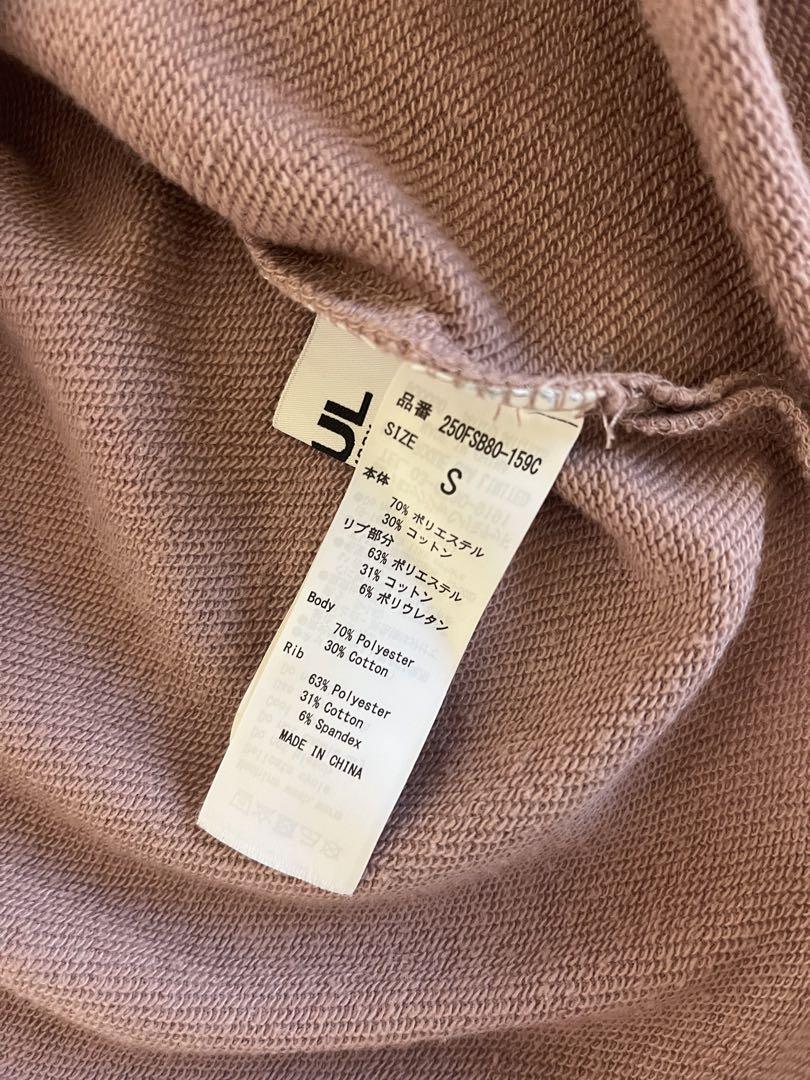 UL
品番 250FSB80-159C
SIZE S
本体
70% ポリエステル
30% コットン
リブ部分
63% ポリエステル
31% コットン
6% ポリウレタン
Body
70% Polyester
30% Cotton
Rib
63% Polyester
31% Cotton
6% Spandex
MADE IN CHINA